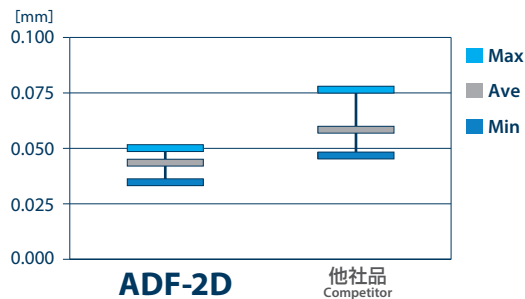 [mm]
0.100
0.075
0.050
0.025
0.000
Max
Ave
Min
ADF-2D
他社品
Competitor